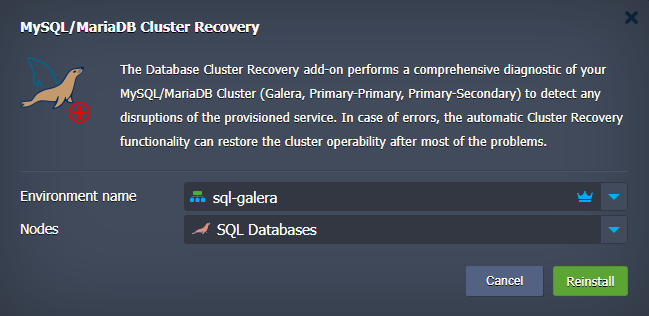 MySQL/MariaDB Cluster Recovery
The Database Cluster Recovery add-on performs a comprehensive diagnostic of your
MySQL/MariaDB Cluster (Galera, Primary-Primary, Primary-Secondary) to detect any
disruptions of the provisioned service. In case of errors, the automatic Cluster Recovery
functionality can restore the cluster operability after most of the problems.
Environment name
sql-galera
Nodes
SQL Databases
Cancel
Reinstall